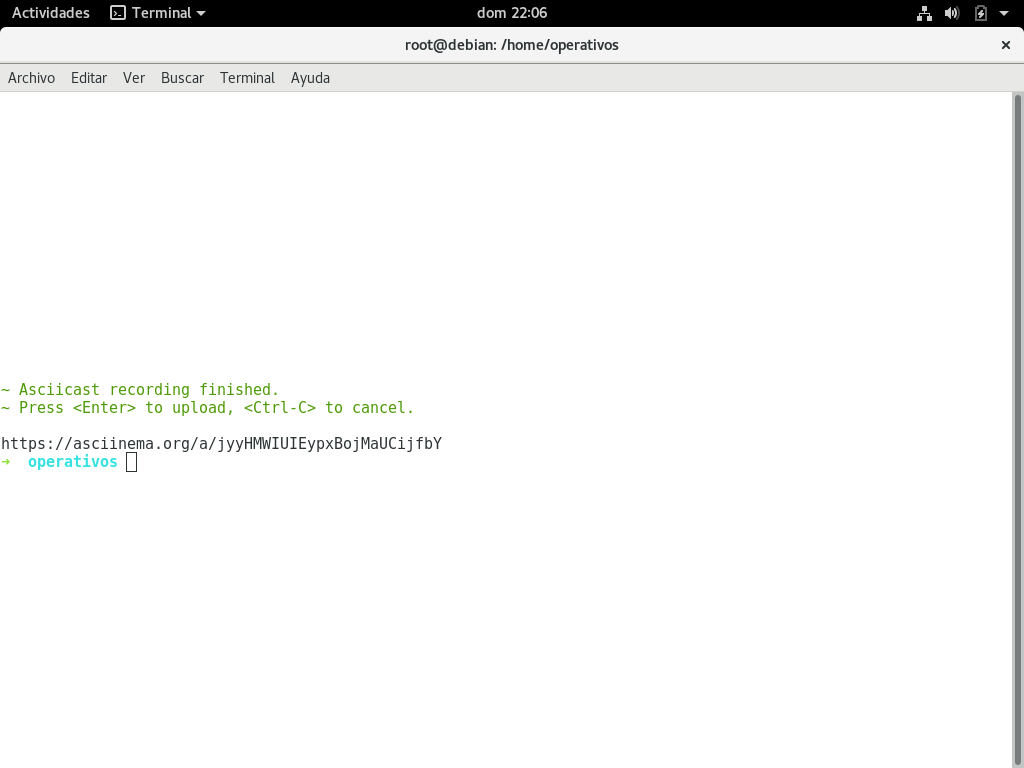 Actividades Terminal dom 22:06
root@debian: /home/operativos
Archivo Editar Ver Buscar Terminal Ayuda
~ Asciicast recording finished.
~ Press <Enter> to upload, <Ctrl-C> to cancel.
https://asciinema.org/a/jyyHMWIUIEypxBojMaUCijfbY
➜ operativos